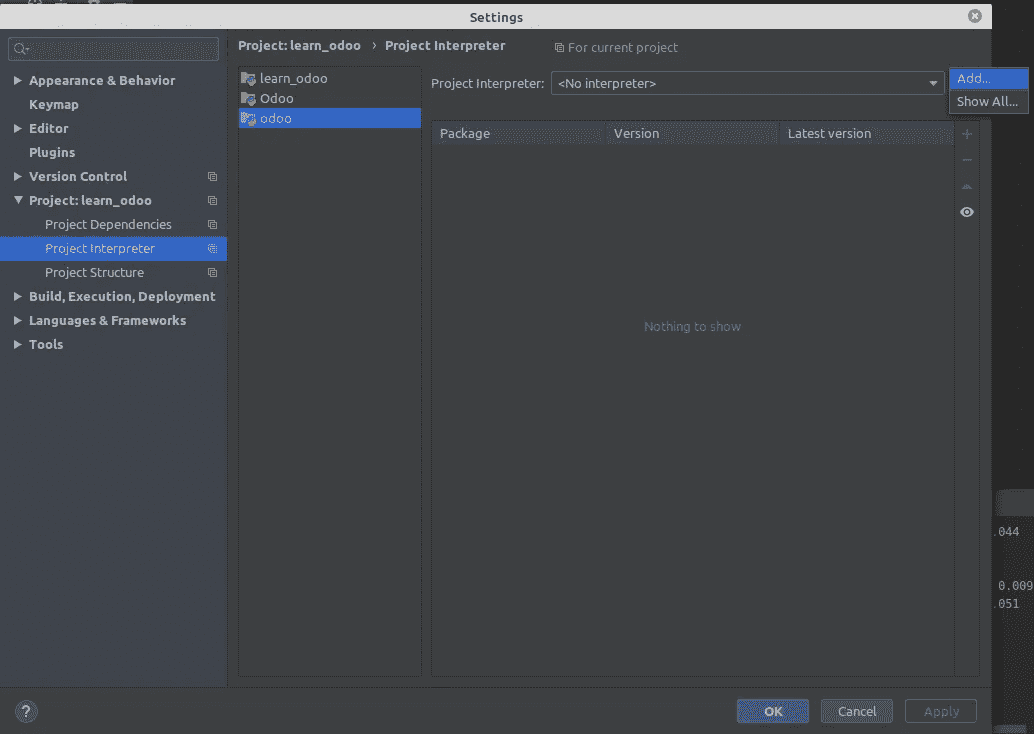 Settings
Project: learn_odoo › Project Interpreter For current project
Appearance & Behavior
Keymap
Editor
Plugins
Version Control
Project: learn_odoo
Project Dependencies
Project Interpreter
Project Structure
Build, Execution, Deployment
Languages & Frameworks
Tools
learn_odoo
Odoo
odoo
Project Interpreter: <No interpreter>
Add...
Show All...
Package Version Latest version
Nothing to show
.044
0.009
.051
? OK Cancel Apply